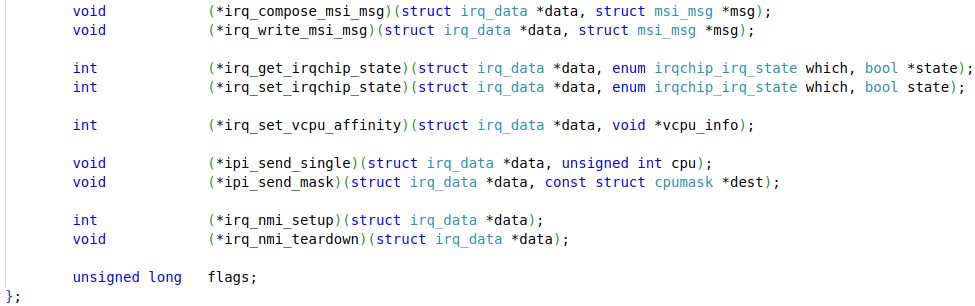 void (*irq_compose_msi_msg)(struct irq_data *data, struct msi_msg *msg);
void (*irq_write_msi_msg)(struct irq_data *data, struct msi_msg *msg);
int (*irq_get_irqchip_state)(struct irq_data *data, enum irqchip_irq_state which, bool *state);
int (*irq_set_irqchip_state)(struct irq_data *data, enum irqchip_irq_state which, bool state);
int (*irq_set_vcpu_affinity)(struct irq_data *data, void *vcpu_info);
void (*ipi_send_single)(struct irq_data *data, unsigned int cpu);
void (*ipi_send_mask)(struct irq_data *data, const struct cpumask *dest);
int (*irq_nmi_setup)(struct irq_data *data);
void (*irq_nmi_teardown)(struct irq_data *data);
unsigned long flags;
};